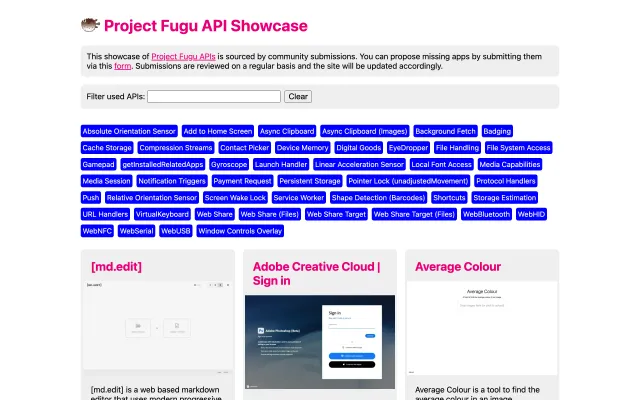 Project Fugu API Showcase
This showcase of Project Fugu APIs is sourced by community submissions. You can propose missing apps by submitting them
via this form. Submissions are reviewed on a regular basis and the site will be updated accordingly.
Filter used APIs: Clear
Absolute Orientation Sensor Add to Home Screen Async Clipboard Async Clipboard (Images) Background Fetch Badging
Cache Storage Compression Streams Contact Picker Device Memory Digital Goods EyeDropper File Handling File System Access
Gamepad getInstalledRelatedApps Gyroscope Launch Handler Linear Acceleration Sensor Local Font Access Media Capabilities
Media Session Notification Triggers Payment Request Persistent Storage Pointer Lock (unadjustedMovement) Protocol Handlers
Push Relative Orientation Sensor Screen Wake Lock Service Worker Shape Detection (Barcodes) Shortcuts Storage Estimation
URL Handlers VirtualKeyboard Web Share Web Share (Files) Web Share Target Web Share Target (Files) WebBluetooth WebHID
WebNFC WebSerial WebUSB Window Controls Overlay
[md.edit]
[md.edit]
[md.edit] is a web based markdown
editor that uses modern progressive
Adobe Creative Cloud |
Sign in
Adobe Photoshop (Beta)
Sign in
Average Colour
Average Colour
Average Colour is a tool to find the
average colour in an image